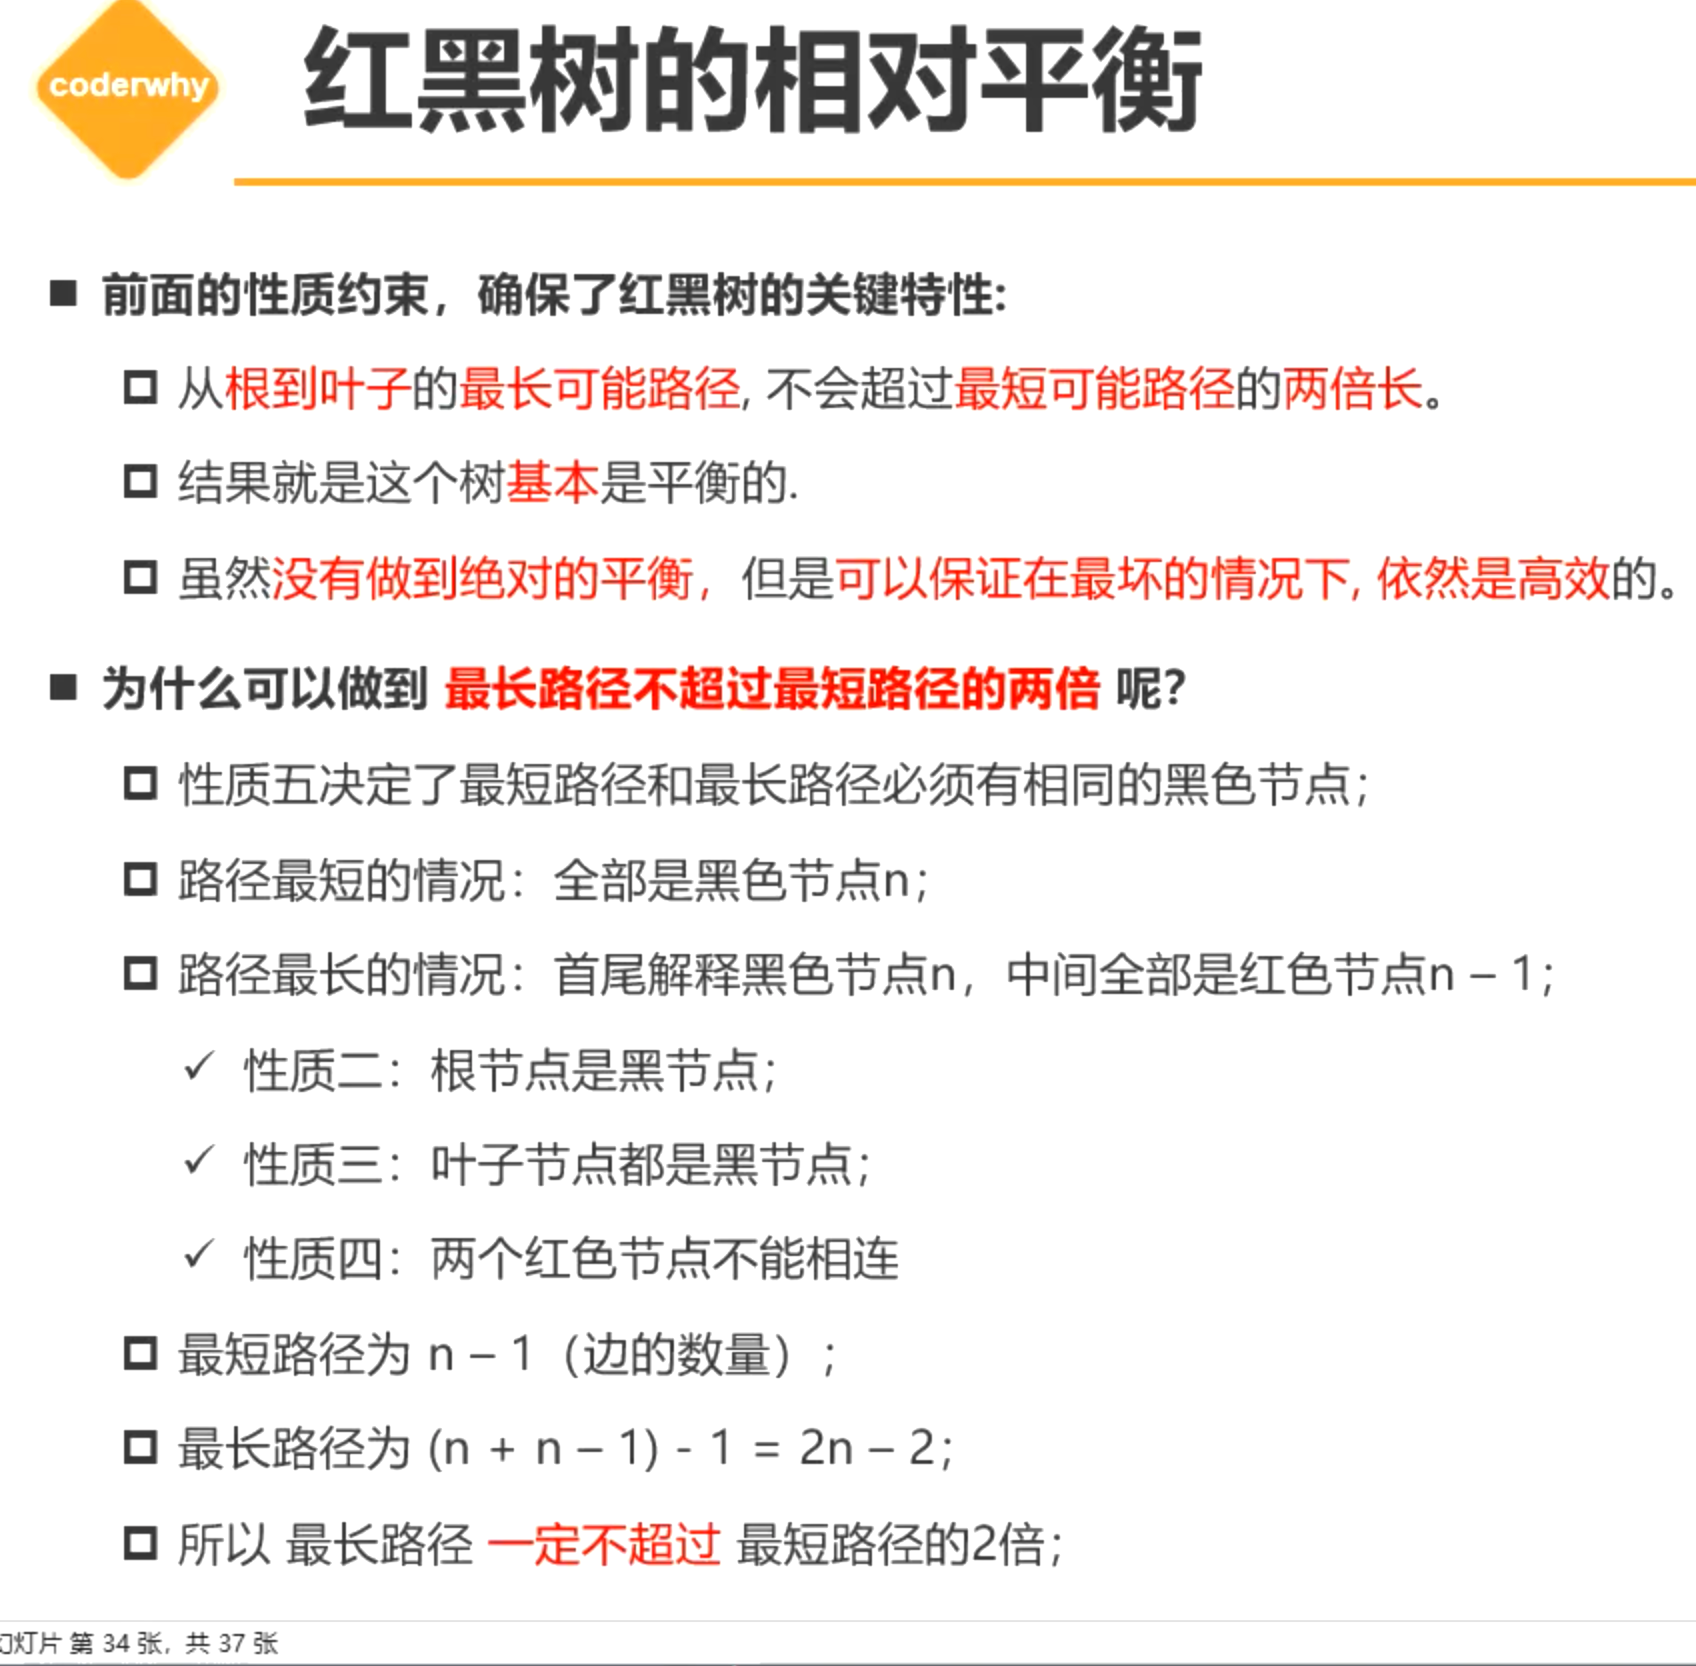 coderwhy
红黑树的相对平衡
前面的性质约束，确保了红黑树的关键特性:
从根到叶子的最长可能路径, 不会超过最短可能路径的两倍长。
结果就是这个树基本是平衡的.
虽然没有做到绝对的平衡，但是可以保证在最坏的情况下, 依然是高效的。
为什么可以做到 最长路径不超过最短路径的两倍 呢?
性质五决定了最短路径和最长路径必须有相同的黑色节点；
路径最短的情况：全部是黑色节点n；
路径最长的情况：首尾解释黑色节点n，中间全部是红色节点n – 1；
✓ 性质二：根节点是黑节点；
✓ 性质三：叶子节点都是黑节点；
✓ 性质四：两个红色节点不能相连
最短路径为 n – 1（边的数量）；
最长路径为 (n + n – 1) - 1 = 2n – 2；
所以 最长路径 一定不超过 最短路径的2倍；
幻灯片 第 34 张，共 37 张